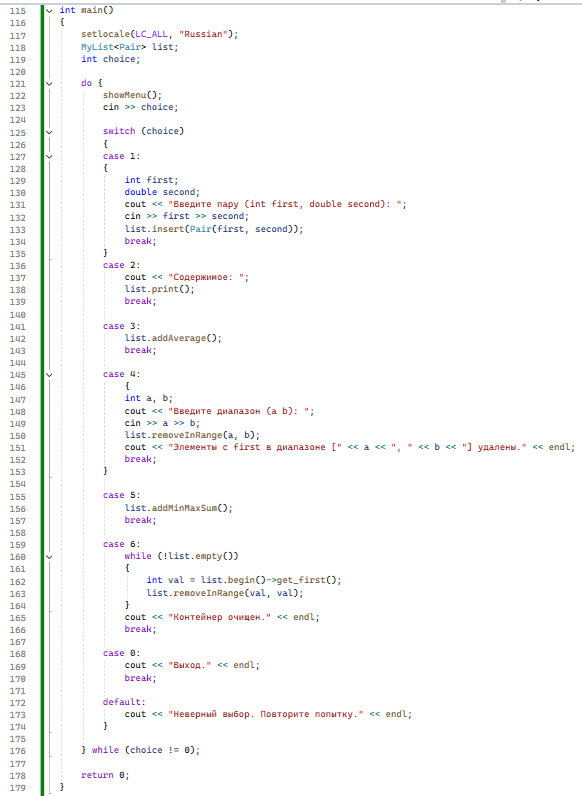 115 int main()
116 {
117 setlocale(LC_ALL, "Russian");
118 MyList<Pair> list;
119 int choice;
120
121 do {
122 showMenu();
123 cin >> choice;
124
125 switch (choice)
126 {
127 case 1:
128 {
129 int first;
130 double second;
131 cout << "Введите пару (int first, double second): ";
132 cin >> first >> second;
133 list.insert(Pair(first, second));
134 break;
135 }
136 case 2:
137 cout << "Содержимое: ";
138 list.print();
139 break;
140
141 case 3:
142 list.addAverage();
143 break;
144
145 case 4:
146 {
147 int a, b;
148 cout << "Введите диапазон (a b): ";
149 cin >> a >> b;
150 list.removeInRange(a, b);
151 cout << "Элементы с first в диапазоне [" << a << ", " << b << "] удалены." << endl;
152 break;
153 }
154
155 case 5:
156 list.addMinMaxSum();
157 break;
158
159 case 6:
160 while (!list.empty())
161 {
162 int val = list.begin()->get_first();
163 list.removeInRange(val, val);
164 }
165 cout << "Контейнер очищен." << endl;
166 break;
167
168 case 0:
169 cout << "Выход." << endl;
170 break;
171
172 default:
173 cout << "Неверный выбор. Повторите попытку." << endl;
174 }
175
176 } while (choice != 0);
177
178 return 0;
179 }